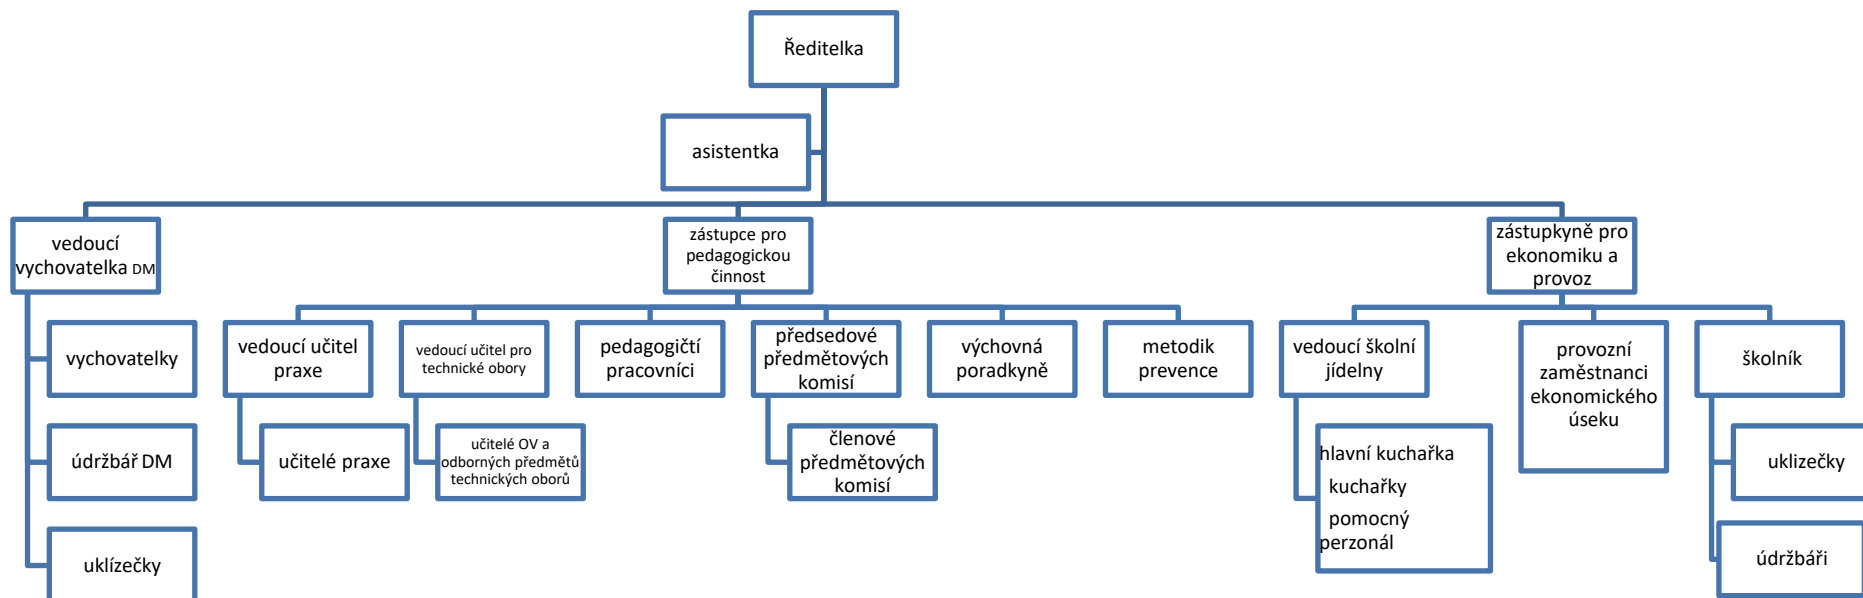 Ředitelka
asistentka
vedoucí
vychovatelka DM
zástupce pro
pedagogickou
činnost
zástupkyně pro
ekonomiku a
provoz
vychovatelky
údržbář DM
uklízečky
vedoucí učitel
praxe
učitelé praxe
vedoucí učitel pro
technické obory
učitelé OV a
odborných předmětů
technických oborů
pedagogičtí
pracovníci
předsedové
předmětových
komisí
členové
předmětových
komisí
výchovná
poradkyně
metodik
prevence
vedoucí školní
jídelny
hlavní kuchařka
kuchařky
pomocný
perzonál
provozní
zaměstnanci
ekonomického
úseku
školník
uklizečky
údržbáři